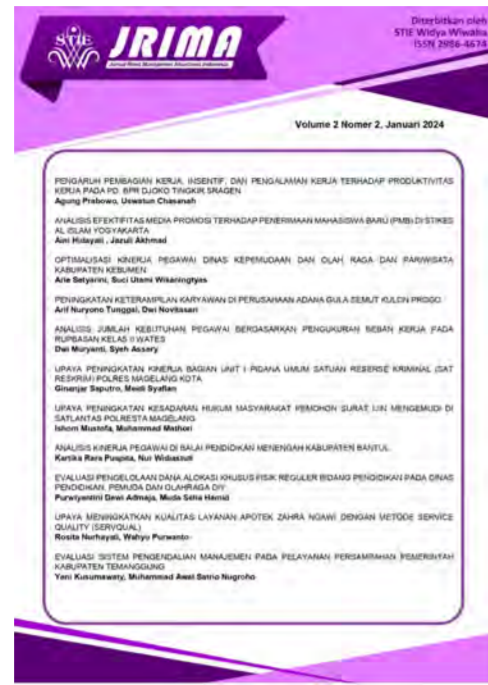 STIE
JRIMA
Jurnal Riset Manajemen Akuntansi Indonesia
Diterbitkan oleh
STIE Widya Wiwaha
ISSN 2986-4674
Volume 2 Nomer 2, Januari 2024
PENGARUH PEMBAGIAN KERJA, INSENTIF, DAN PENGALAMAN KERJA TERHADAP PRODUKTIVITAS
KERJA PADA PD. BPR DJOKO TINGKIR SRAGEN
Agung Prabowo, Uswatun Chasanah
ANALISIS EFEKTIFITAS MEDIA PROMOSI TERHADAP PENERIMAAN MAHASISWA BARU (PMB) DI STIKES
AL ISLAM YOGYAKARTA
Aini Hidayati , Jazuli Akhmad
OPTIMALISASI KINERJA PEGAWAI DINAS KEPEMUDAAN DAN OLAH RAGA DAN PARIWISATA
KABUPATEN KEBUMEN
Arie Setyarini, Suci Utami Wikaningtyas
PENINGKATAN KETERAMPILAN KARYAWAN DI PERUSAHAAN ADANA GULA SEMUT KULON PROGO
Arif Nuryono Tunggal, Dwi Novitasari
ANALISIS JUMLAH KEBUTUHAN PEGAWAI BERDASARKAN PENGUKURAN BEBAN KERJA PADA
RUPBASAN KELAS II WATES
Dwi Muryanti, Syeh Assery
UPAYA PENINGKATAN KINERJA BAGIAN UNIT I PIDANA UMUM SATUAN RESERSE KRIMINAL (SAT
RESKRIM) POLRES MAGELANG KOTA
Ginanjar Saputro, Meidi Syaflan
UPAYA PENINGKATAN KESADARAN HUKUM MASYARAKAT PEMOHON SURAT IJIN MENGEMUDI DI
SATLANTAS POLRESTA MAGELANG
Ishom Mustofa, Muhammad Mathori
ANALISIS KINERJA PEGAWAI DI BALAI PENDIDIKAN MENENGAH KABUPATEN BANTUL
Kartika Rara Puspita, Nur Widiastuti
EVALUASI PENGELOLAAN DANA ALOKASI KHUSUS FISIK REGULER BIDANG PENDIDIKAN PADA DINAS
PENDIDIKAN, PEMUDA DAN OLAHRAGA DIY
Purwiyantini Dewi Admaja, Muda Setia Hamid
UPAYA MENINGKATKAN KUALITAS LAYANAN APOTEK ZAHRA NGAWI DENGAN METODE SERVICE
QUALITY (SERVQUAL)
Rosita Nurhayati, Wahyu Purwanto
EVALUASI SISTEM PENGENDALIAN MANAJEMEN PADA PELAYANAN PERSAMPAHAN PEMERINTAH
KABUPATEN TEMANGGUNG
Yani Kusumawaty, Muhammad Awal Satrio Nugroho